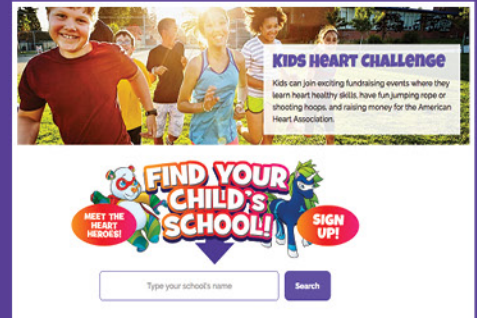 KIDS HEART CHALLENGE
Kids can join exciting fundraising events where they
learn heart healthy skills, have fun jumping rope or
shooting hoops, and raising money for the American
Heart Association.
FIND YOUR
CHILD'S
SCHOOL!
MEET THE
HEART
HEROES!
SIGN
UP!
Type your school's name
Search